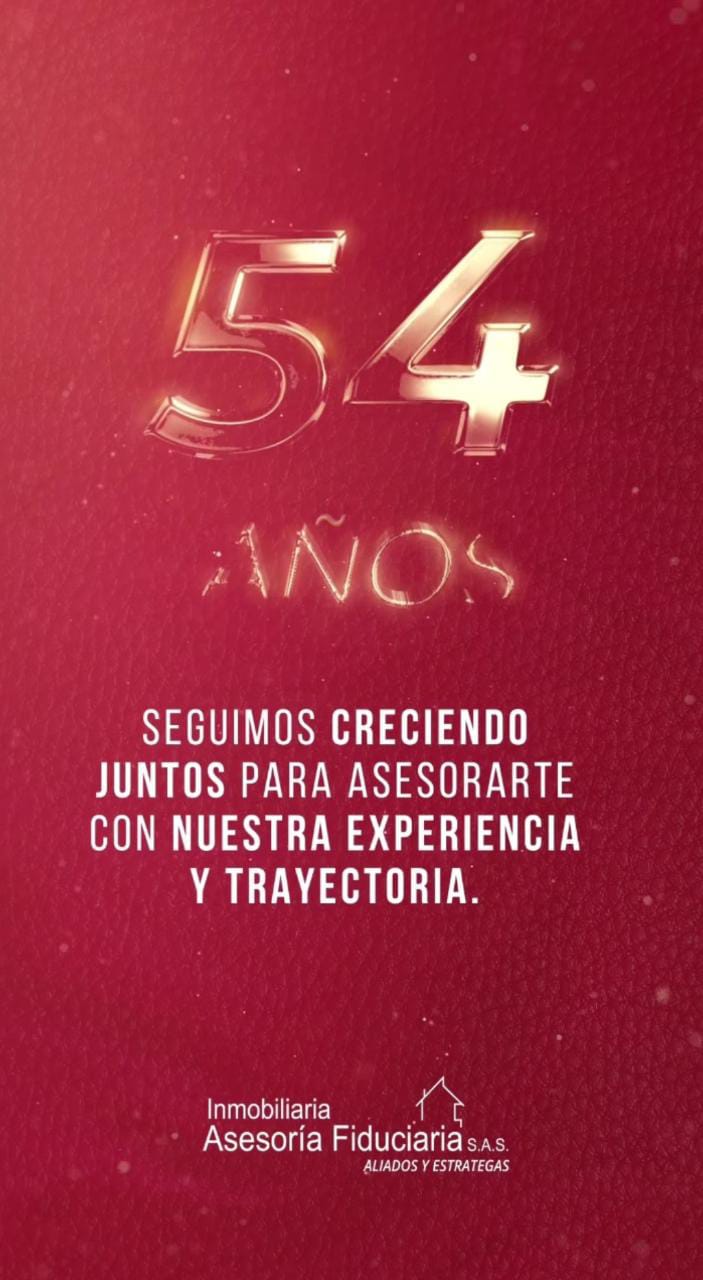 54
AÑOS
SEGUIMOS CRECIENDO
JUNTOS PARA ASESORARTE
CON NUESTRA EXPERIENCIA
Y TRAYECTORIA.
Inmobiliaria
Asesoría Fiduciaria S.A.S.
ALIADOS Y ESTRATEGAS